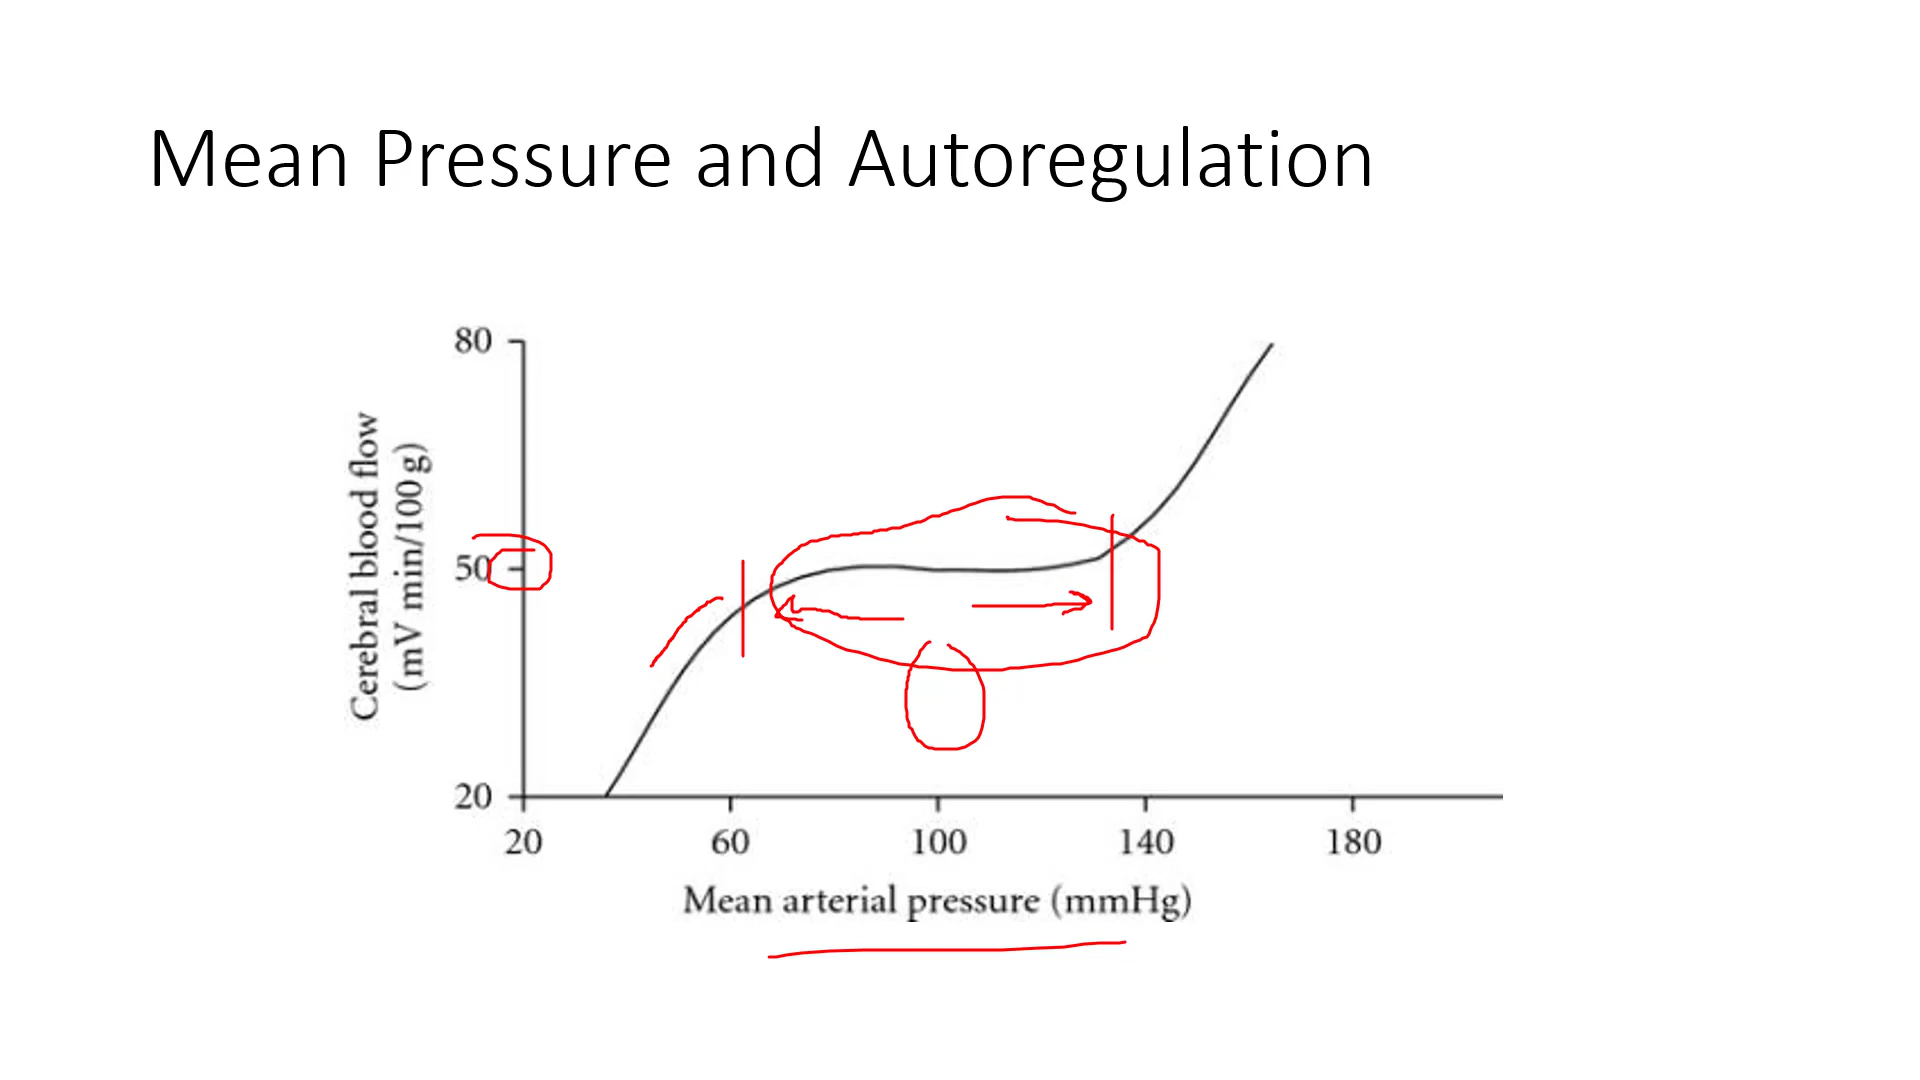 Mean Pressure and Autoregulation
80
50
20
Cerebral blood flow
(mV min/100 g)
20 60 100 140 180
Mean arterial pressure (mmHg)